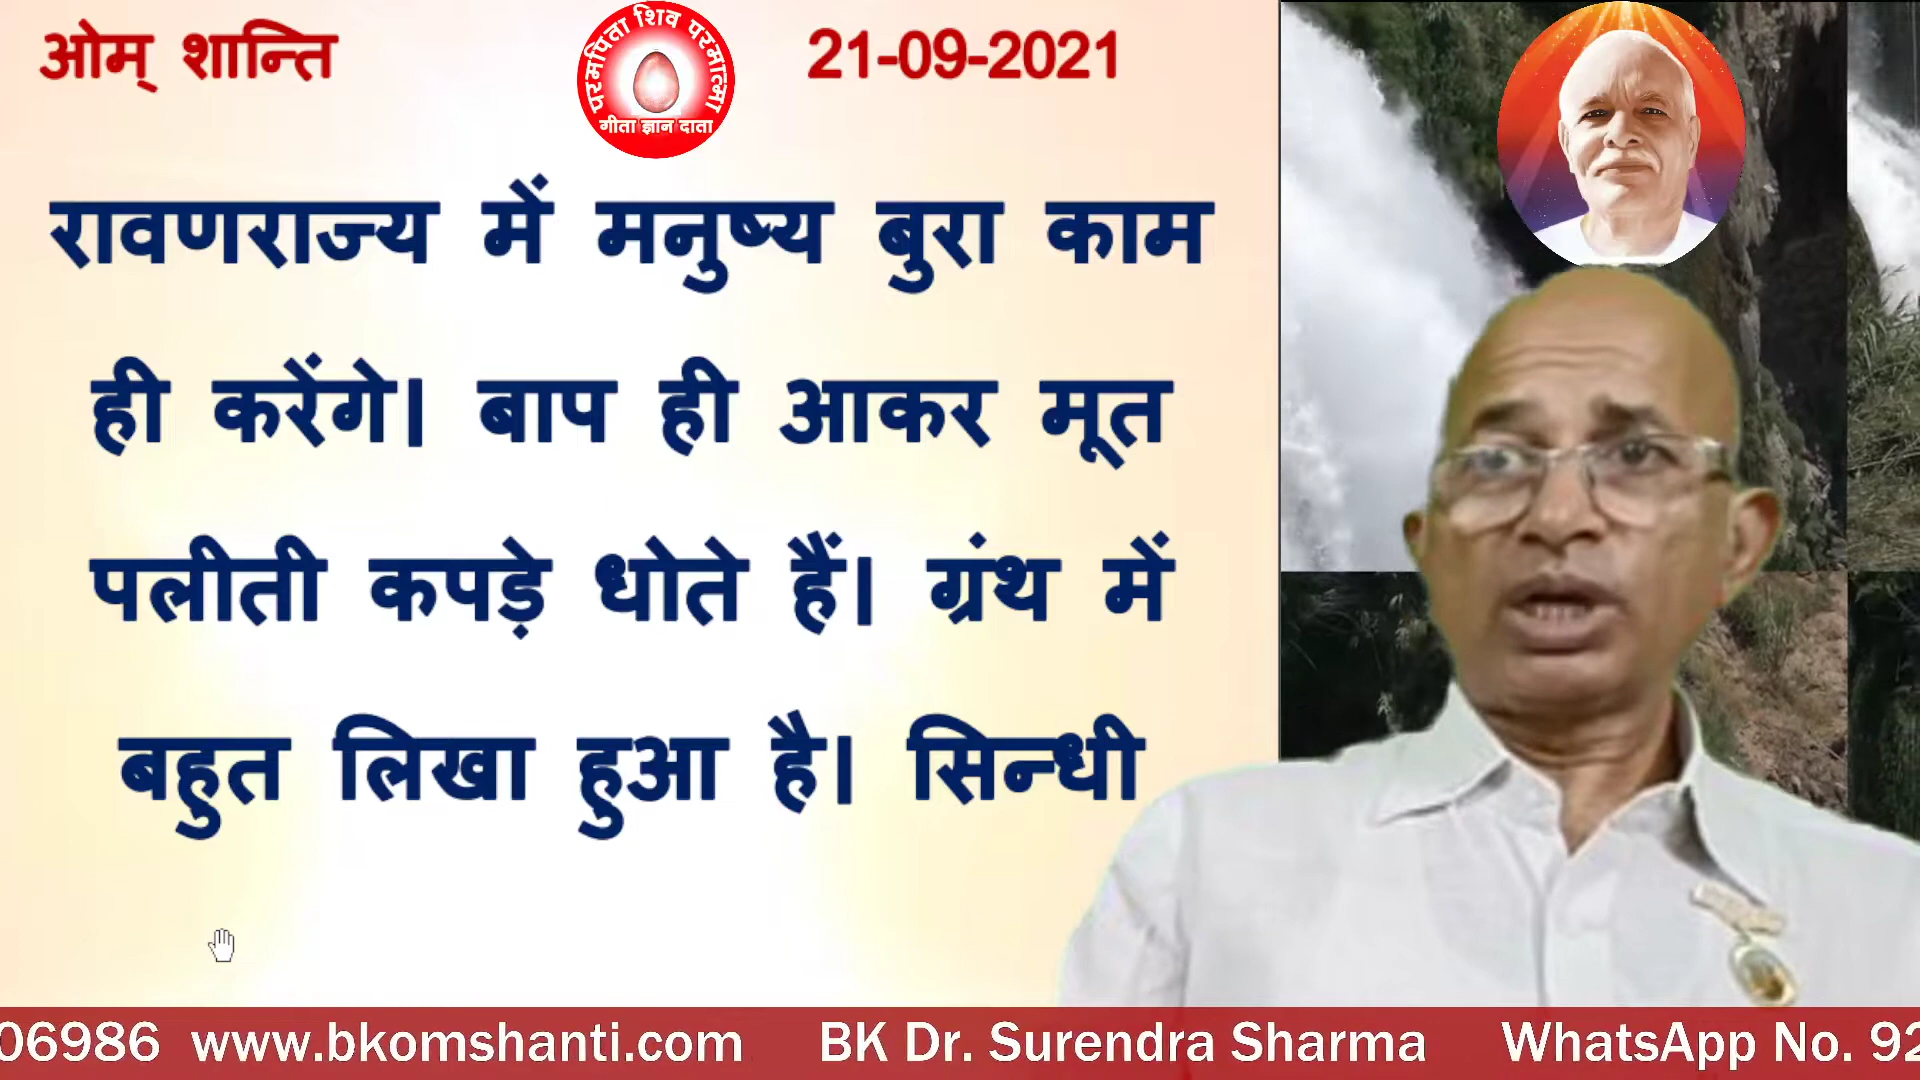 ओम् शान्ति
परमपिता शिव परमात्मा
गीता ज्ञान दाता
21-09-2021
रावणराज्य में मनुष्य बुरा काम
ही करेंगे। बाप ही आकर मूत
पलीती कपड़े धोते हैं। ग्रंथ में
बहुत लिखा हुआ है। सिन्धी
06986 www.bkomshanti.com BK Dr. Surendra Sharma WhatsApp No. 92